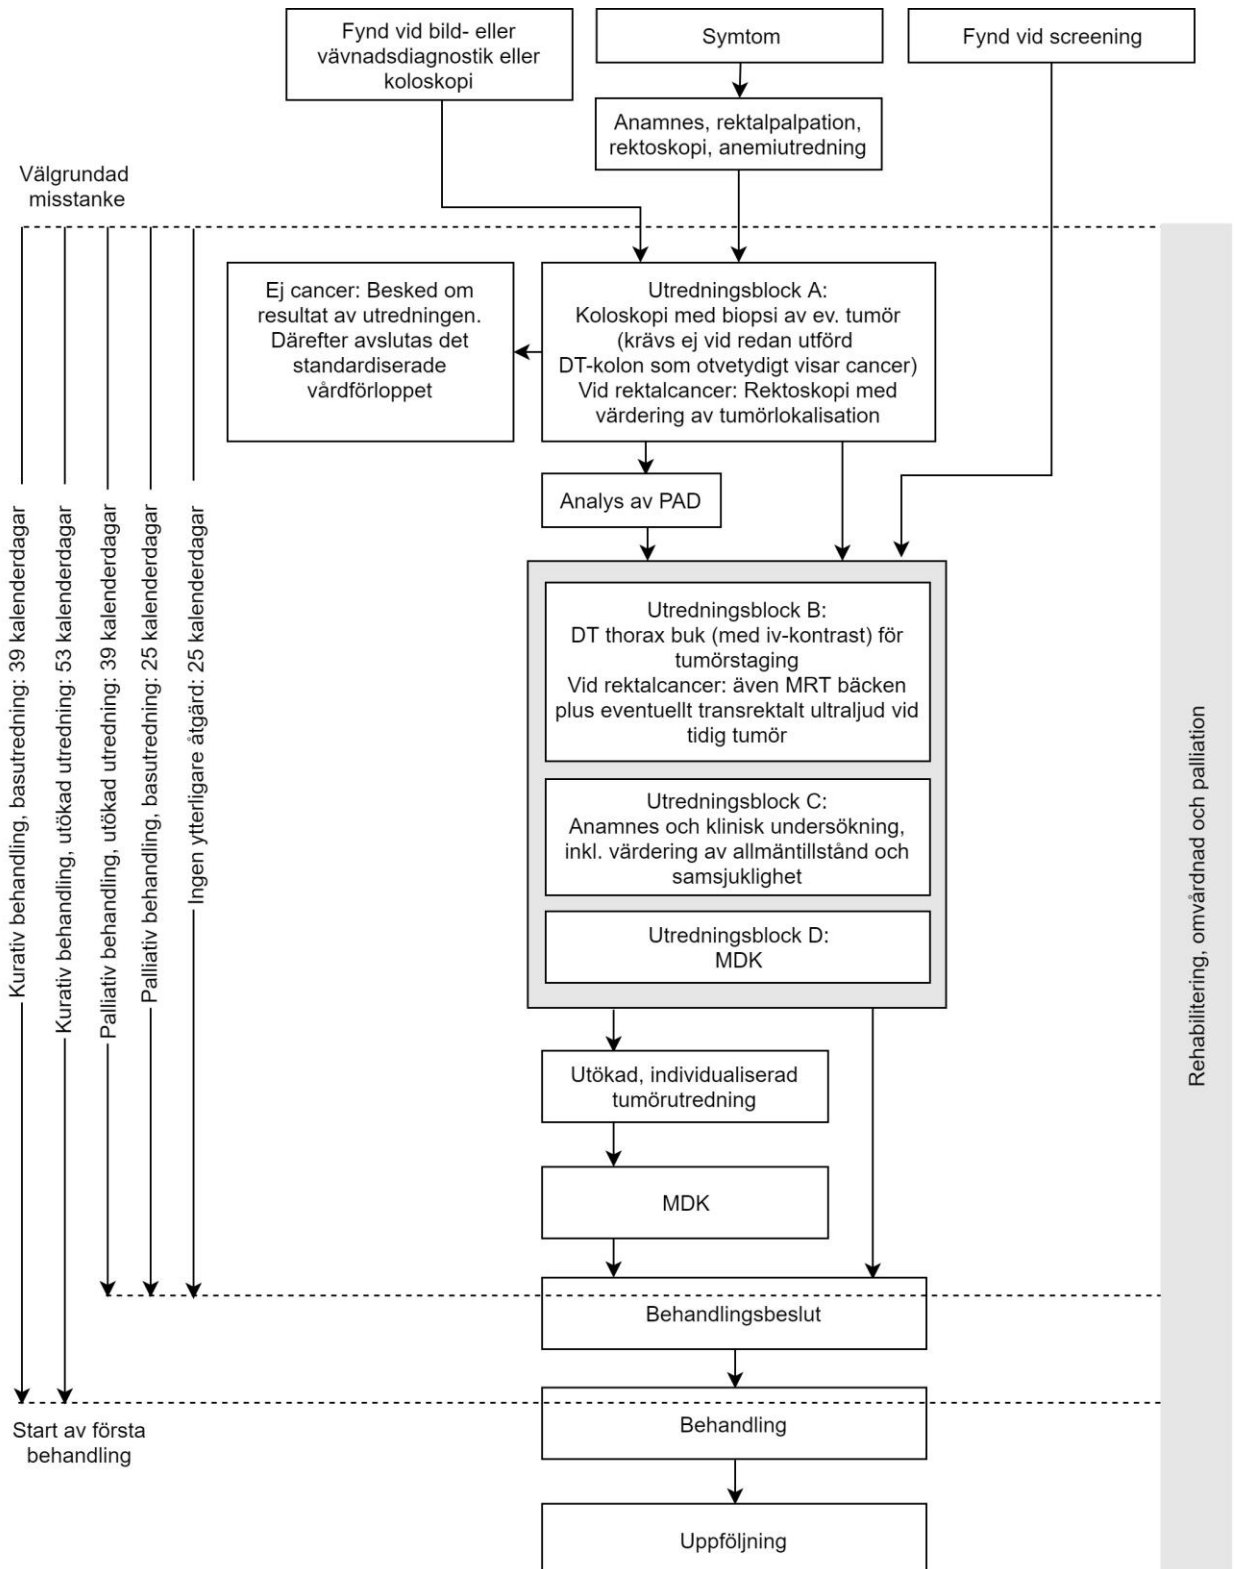 Fynd vid bild- eller
vävnadsdiagnostik eller
koloskopi
Symtom
Fynd vid screening
Anamnes, rektalpalpation,
rektoskopi, anemiutredning
Välgrundad
misstanke
Ej cancer: Besked om
resultat av utredningen.
Därefter avslutas det
standardiserade
vårdförloppet
Utredningsblock A:
Koloskopi med biopsi av ev. tumör
(krävs ej vid redan utförd
DT-kolon som otvetydigt visar cancer)
Vid rektalcancer: Rektoskopi med
värdering av tumörlokalisation
Analys av PAD
Kurativ behandling, basutredning: 39 kalenderdagar
Kurativ behandling, utökad utredning: 53 kalenderdagar
Palliativ behandling, utökad utredning: 39 kalenderdagar
Palliativ behandling, basutredning: 25 kalenderdagar
Ingen ytterligare åtgärd: 25 kalenderdagar
Utredningsblock B:
DT thorax buk (med iv-kontrast) för
tumörstaging
Vid rektalcancer: även MRT bäcken
plus eventuellt transrektalt ultraljud vid
tidig tumör
Utredningsblock C:
Anamnes och klinisk undersökning,
inkl. värdering av allmäntillstånd och
samsjuklighet
Utredningsblock D:
MDK
Rehabilitering, omvårdnad och palliation
Utökad, individualiserad
tumörutredning
MDK
Behandlingsbeslut
Start av första
behandling
Behandling
Uppföljning